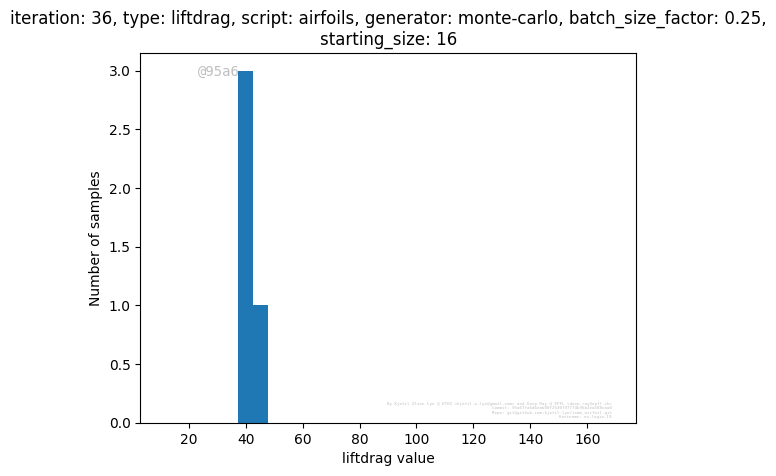 iteration: 36, type: liftdrag, script: airfoils, generator: monte-carlo, batch_size_factor: 0.25,
starting_size: 16
@95a6
3.0
2.5
2.0
1.5
1.0
0.5
0.0
Number of samples
20 40 60 80 100 120 140 160
liftdrag value